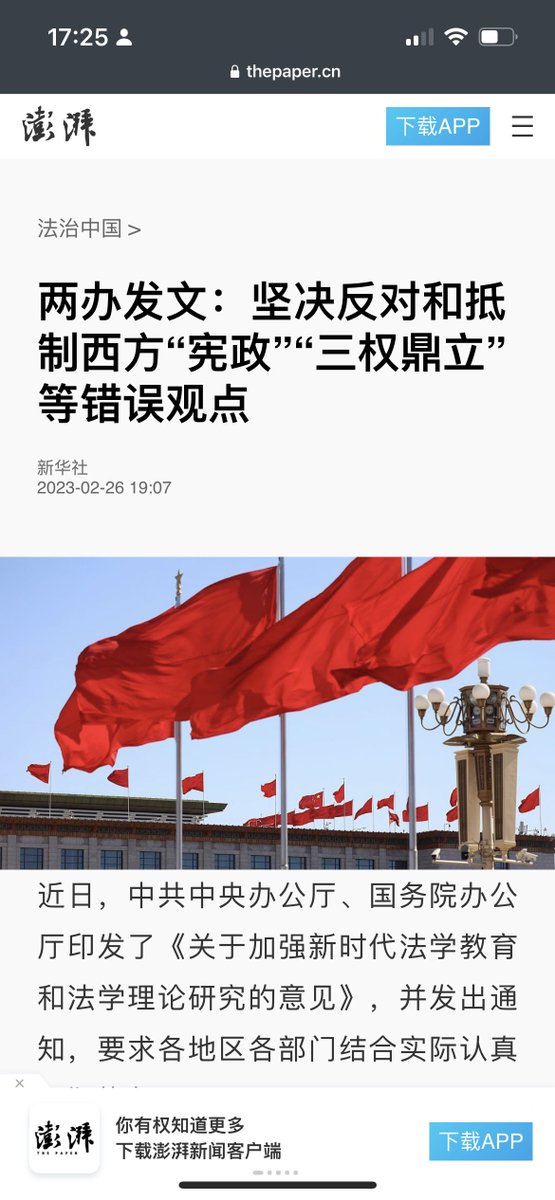 17:25
thepaper.cn
澎湃
下载APP
法治中国 >
两办发文：坚决反对和抵
制西方“宪政”“三权鼎立”
等错误观点
新华社
2023-02-26 19:07
近日，中共中央办公厅、国务院办公
厅印发了《关于加强新时代法学教育
和法学理论研究的意见》，并发出通
知，要求各地区各部门结合实际认真
澎湃
THE PAPER
你有权知道更多
下载澎湃新闻客户端
下载APP